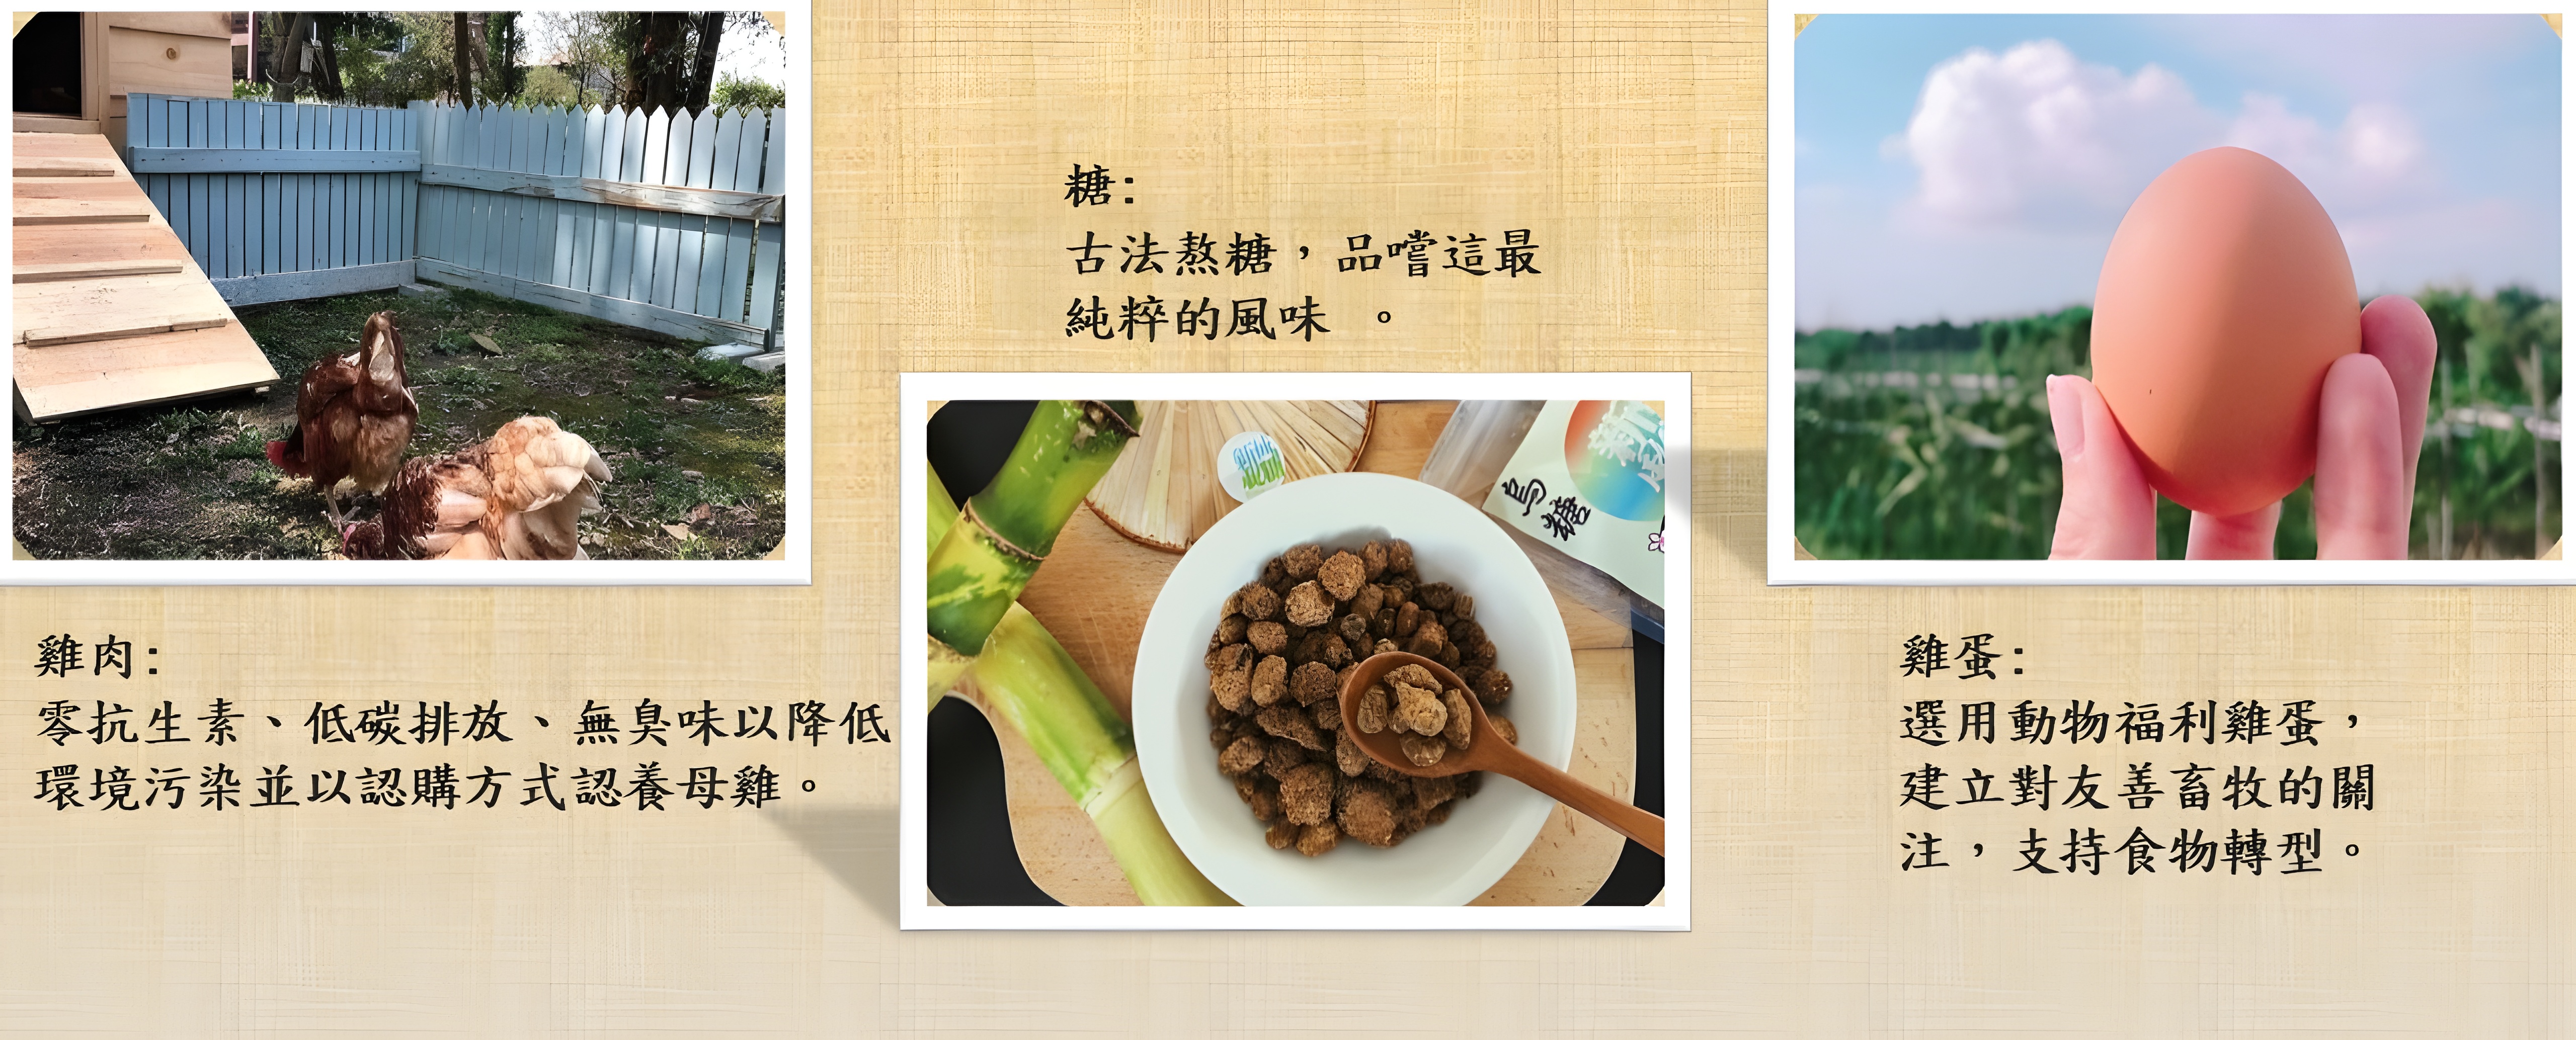 雞肉:
零抗生素、低碳排放、無臭味以降低
環境污染並以認購方式認養母雞。
糖:
古法熬糖，品嚐這最
純粹的風味 。
烏糖
雞蛋:
選用動物福利雞蛋，
建立對友善畜牧的關
注，支持食物轉型。